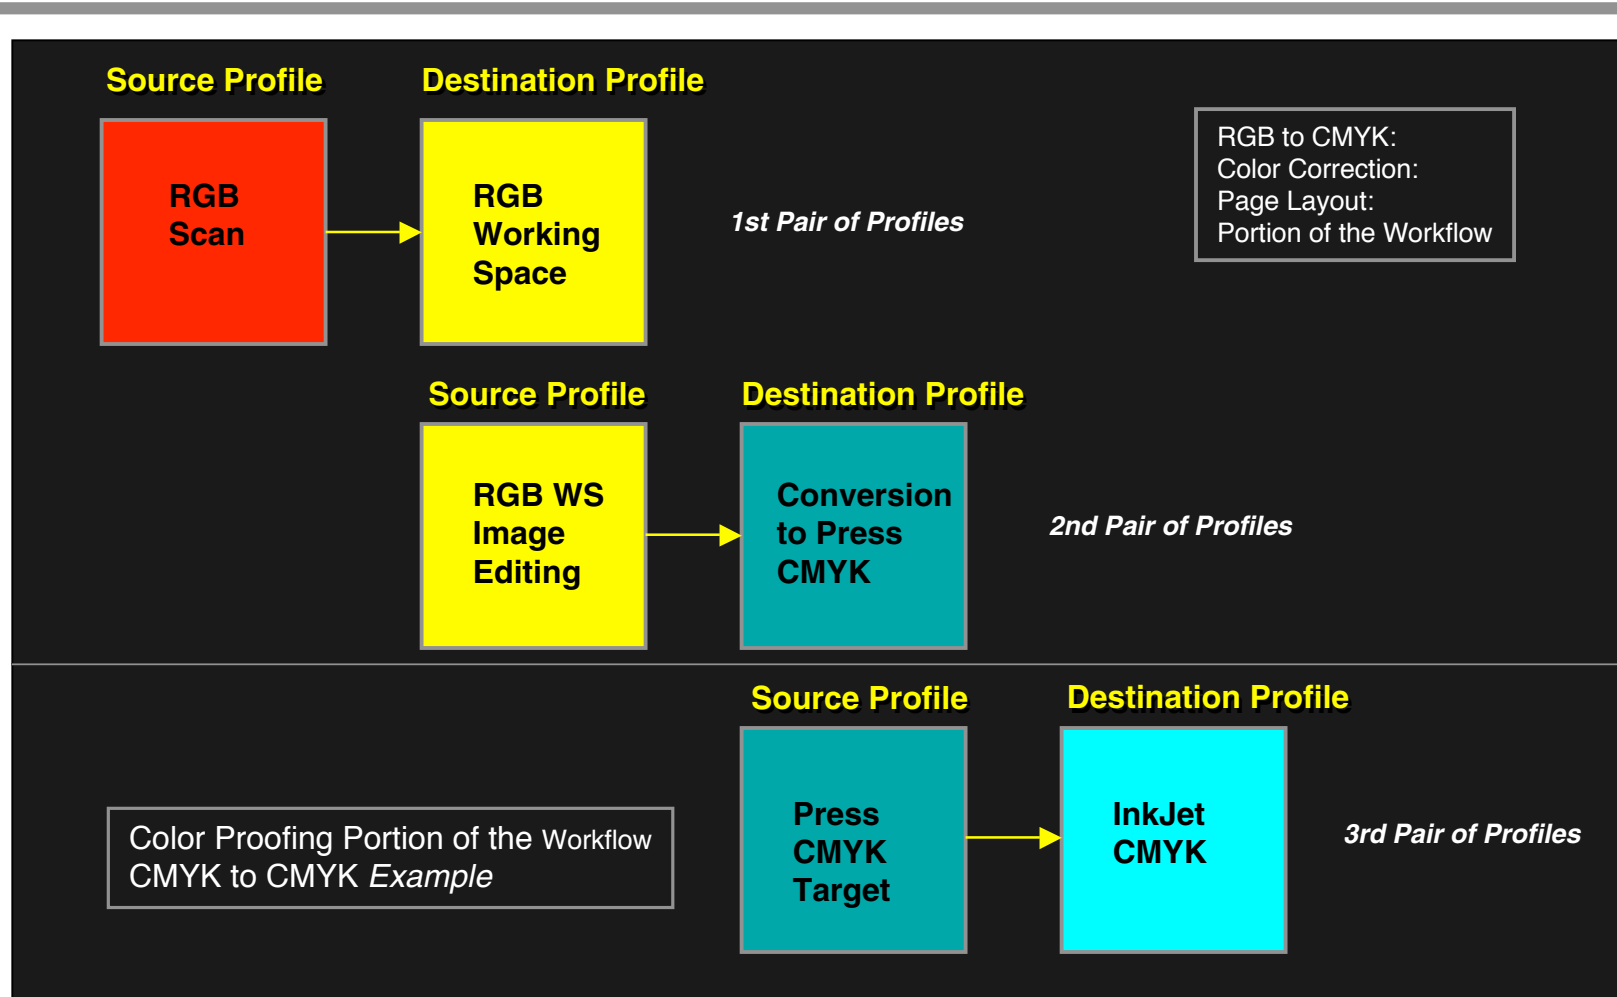 Source Profile
Destination Profile
RGB
Scan
RGB
Working
Space
1st Pair of Profiles
RGB to CMYK:
Color Correction:
Page Layout:
Portion of the Workflow
Source Profile
Destination Profile
RGB WS
Image
Editing
Conversion
to Press
CMYK
2nd Pair of Profiles
Source Profile
Destination Profile
Color Proofing Portion of the Workflow
CMYK to CMYK Example
Press
CMYK
Target
InkJet
CMYK
3rd Pair of Profiles